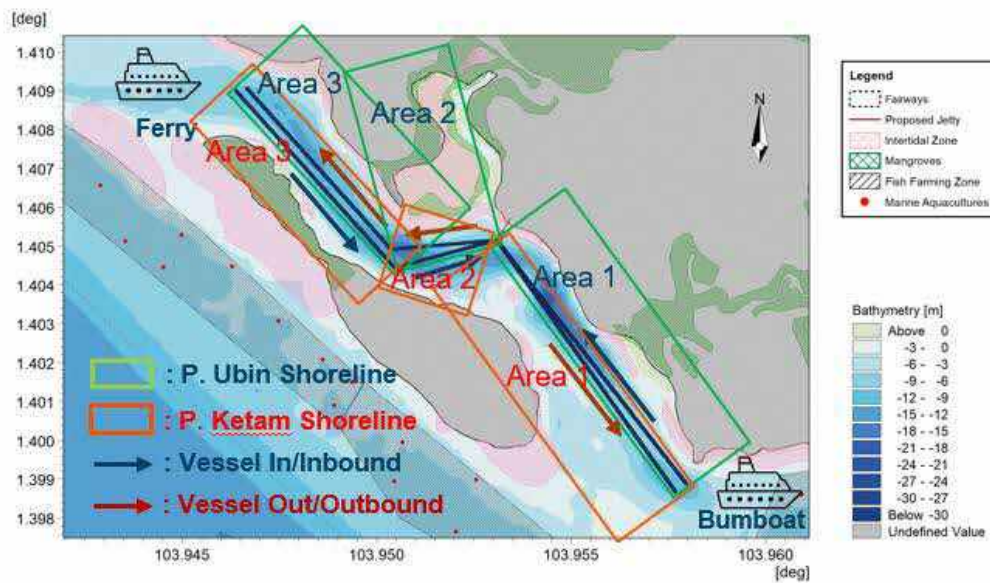 [deg]
1.410
1.409
1.408
1.407
1.406
1.405
1.404
1.403
1.402
1.401
1.400
1.399
1.398
Ferry
Area 3
Area 3
Area 2
Area 2
Area 1
Area 1
N
: P. Ubin Shoreline
: P. Ketam Shoreline
: Vessel In/Inbound
: Vessel Out/Outbound
Bumboat
103.945
103.950
103.955
103.960
[deg]
Legend
Fairways
Proposed Jetty
Intertidal Zone
Mangroves
Fish Farming Zone
Marine Aquacultures
Bathymetry [m]
Above 0
-3 - 0
-6 - -3
-9 - -6
-12 - -9
-15 - -12
-18 - -15
-21 - -18
-24 - -21
-27 - -24
-30 - -27
Below -30
Undefined Value